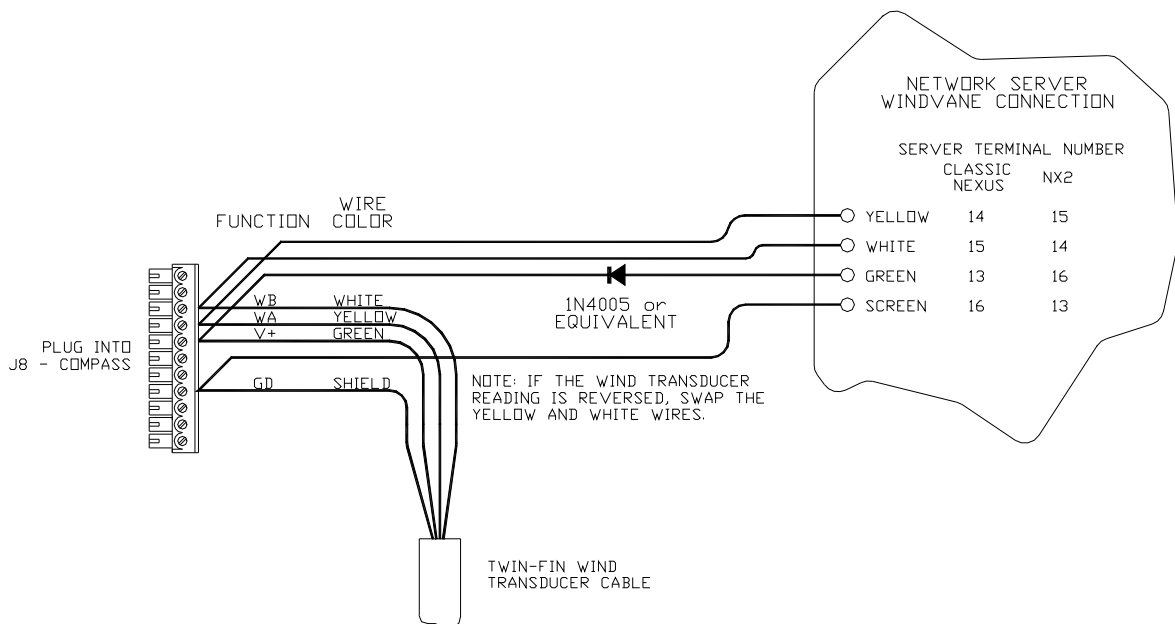 NETWORK SERVER
WINDVANE CONNECTION
SERVER TERMINAL NUMBER
CLASSIC
NEXUS
NX2
YELLOW 14 15
WHITE 15 14
GREEN 13 16
SCREEN 16 13
WIRE
FUNCTION COLOR
WB WHITE
WA YELLOW
V+ GREEN
GD SHIELD
1N4005 or
EQUIVALENT
PLUG INTO
J8 - COMPASS
NOTE: IF THE WIND TRANSDUCER
READING IS REVERSED, SWAP THE
YELLOW AND WHITE WIRES.
TWIN-FIN WIND
TRANSDUCER CABLE